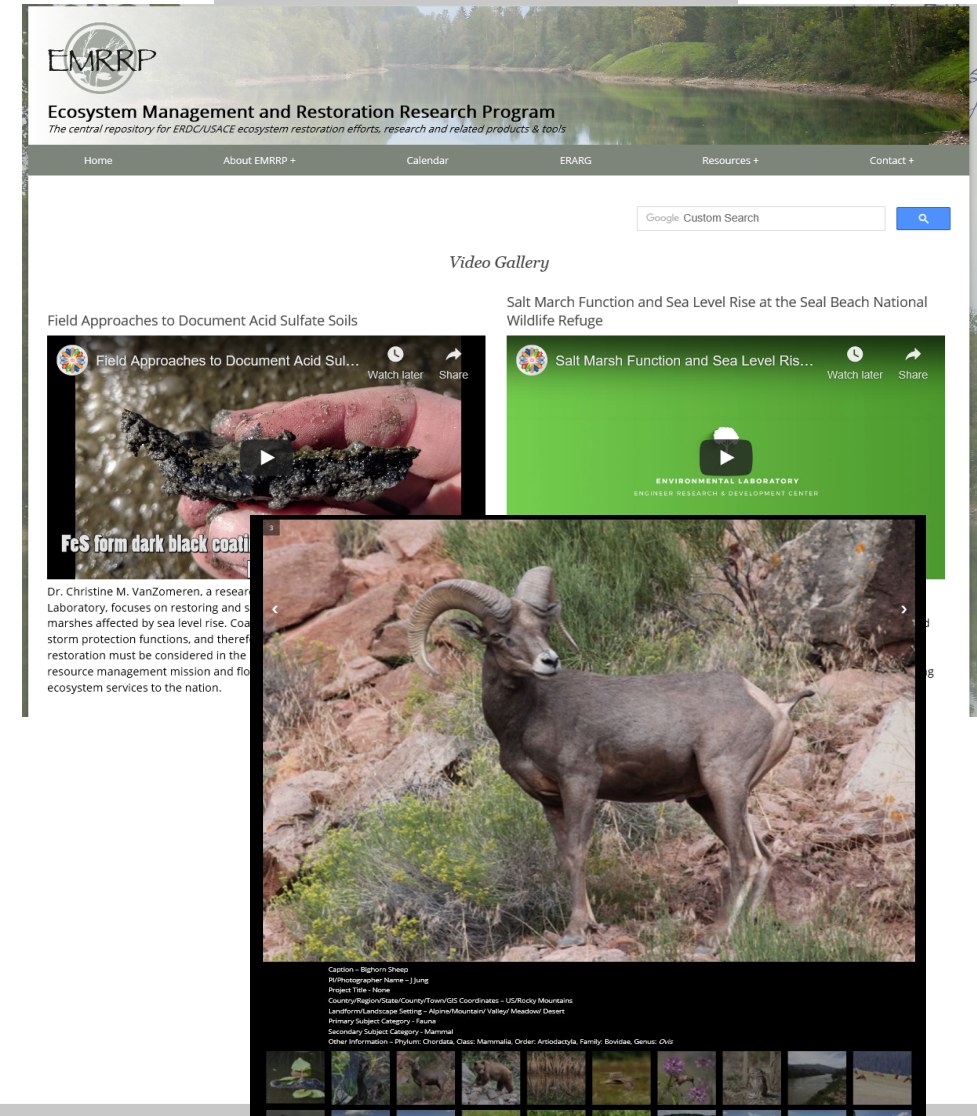 EMRRP
Ecosystem Management and Restoration Research Program
The central repository for ERDC/USACE ecosystem restoration efforts, research and related products & tools
Home About EMRRP + Calendar ERARG Resources + Contact +
Google Custom Search
Video Gallery
Field Approaches to Document Acid Sulfate Soils
Field Approaches to Document Acid Sul...
Watch later Share
FeS form dark black coati
Dr. Christine M. VanZomeren, a resear
Laboratory, focuses on restoring and s
marshes affected by sea level rise. Coa
storm protection functions, and theref
restoration must be considered in the
resource management mission and flo
ecosystem services to the nation.
Salt March Function and Sea Level Rise at the Seal Beach National
Wildlife Refuge
Salt Marsh Function and Sea Level Ris...
Watch later Share
ENVIRONMENTAL LABORATORY
ENGINEER RESEARCH & DEVELOPMENT CENTER
3
Caption – Bighorn Sheep
PI/Photographer Name – J Jung
Project Title - None
Country/Region/State/County/Town/GIS Coordinates – US/Rocky Mountains
Landform/Landscape Setting – Alpine/Mountain/ Valley/ Meadow/ Desert
Primary Subject Category - Fauna
Secondary Subject Category - Mammal
Other Information – Phylum: Chordata, Class: Mammalia, Order: Artiodactyla, Family: Bovidae, Genus: Ovis